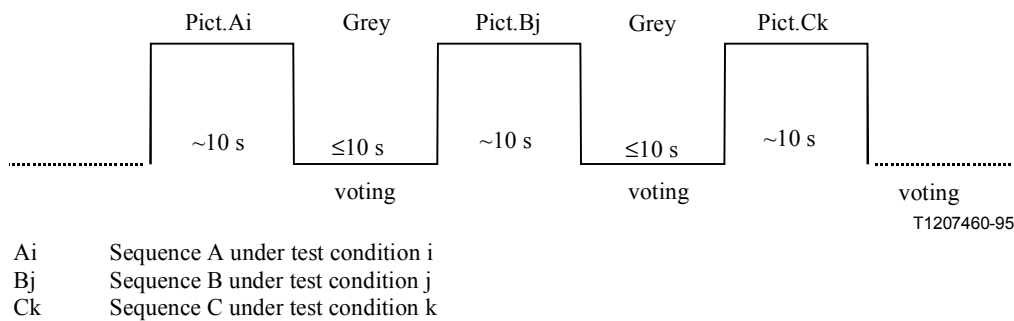 Pict.Ai Grey Pict.Bj Grey Pict.Ck
~10 s ≤10 s ~10 s ≤10 s ~10 s
voting voting voting
T1207460-95
Ai Sequence A under test condition i
Bj Sequence B under test condition j
Ck Sequence C under test condition k